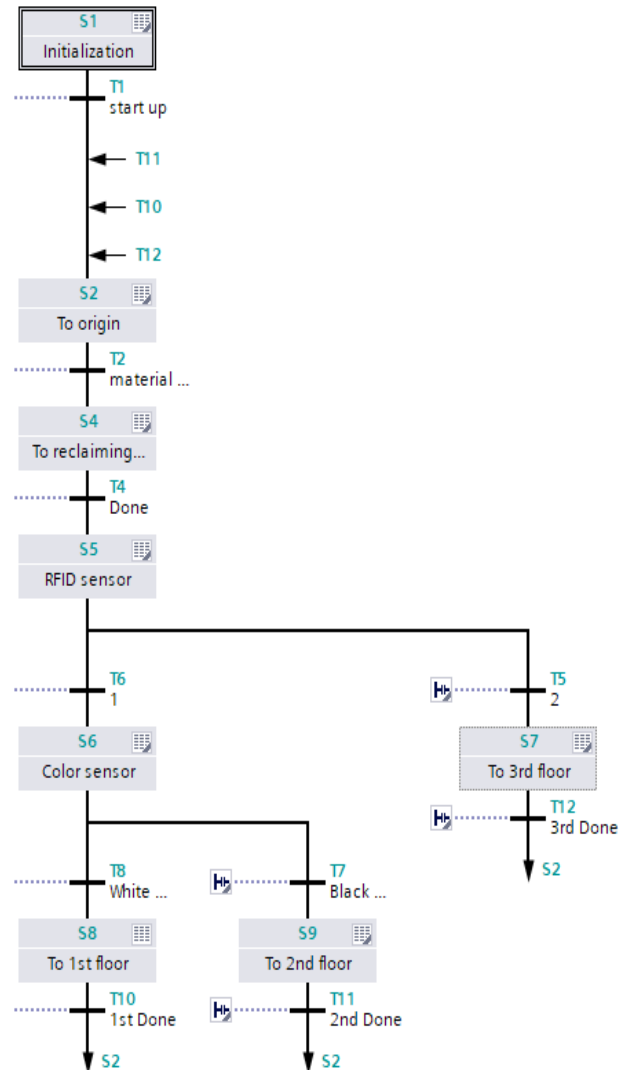 S1
Initialization
T1
start up
T11
T10
T12
S2
To origin
T2
material ...
S4
To reclaiming...
T4
Done
S5
RFID sensor
T6
1
T5
2
S6
Color sensor
S7
To 3rd floor
T12
3rd Done
S2
T8
White ...
T7
Black ...
S8
To 1st floor
S9
To 2nd floor
T10
1st Done
T11
2nd Done
S2
S2